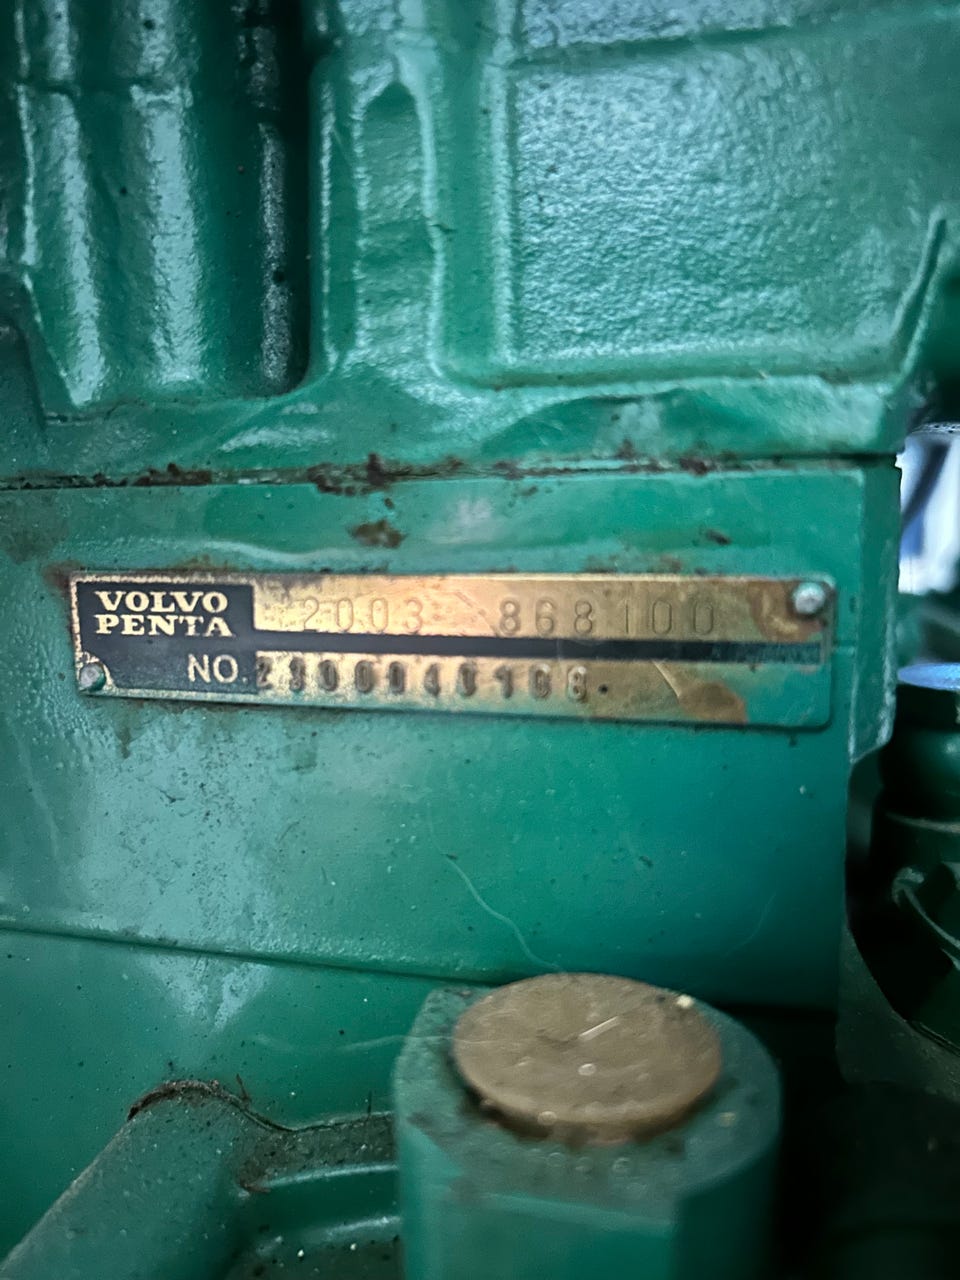 VOLVO
PENTA
2003 868100
NO.